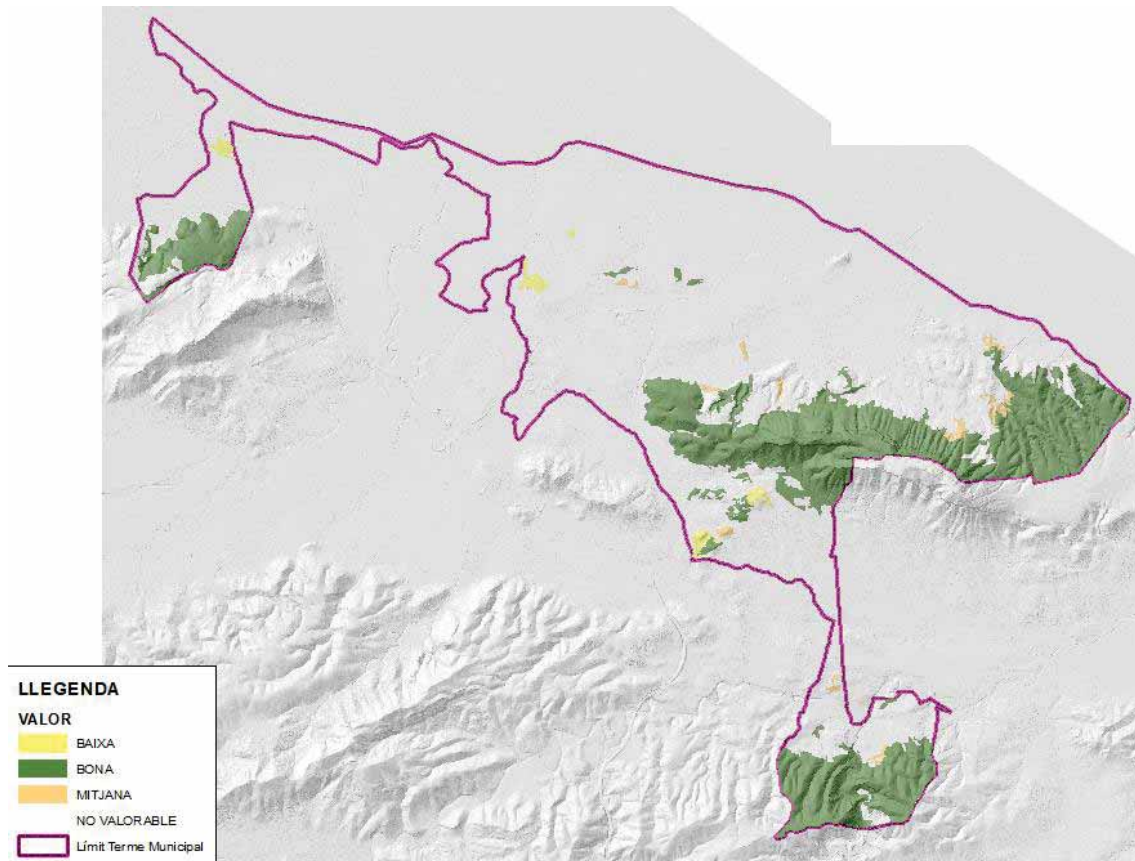 LLEGENDA
VALOR
BAIXA
BONA
MITJANA
NO VALORABLE
Límit Terme Municipal